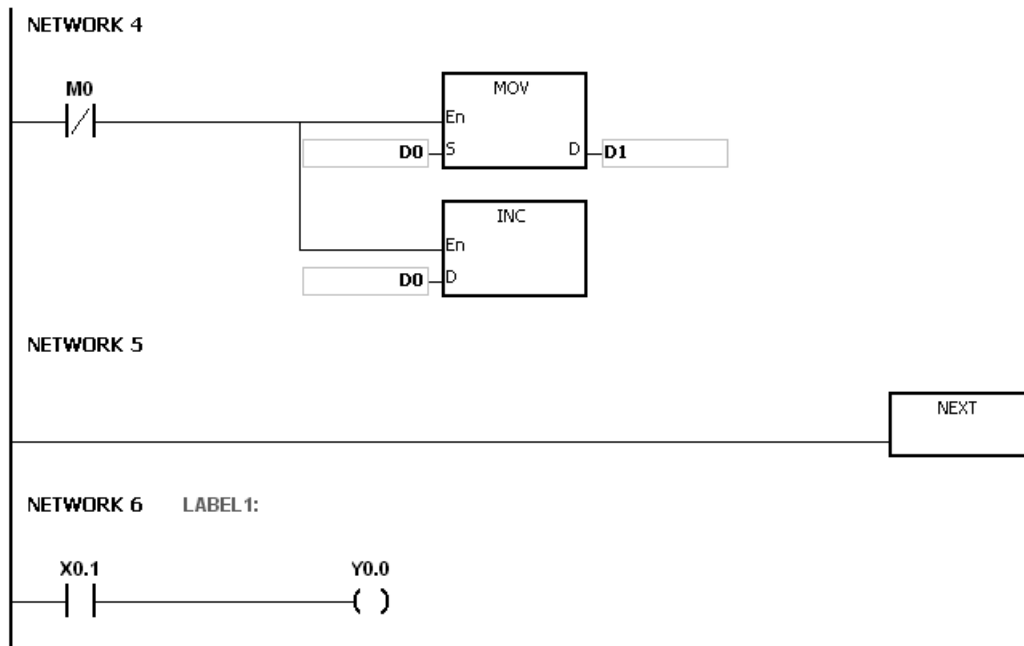 NETWORK 4
M0
MOV
En
D0 S D D1
INC
En
D0 D
NETWORK 5
NEXT
NETWORK 6 LABEL1:
X0.1 Y0.0